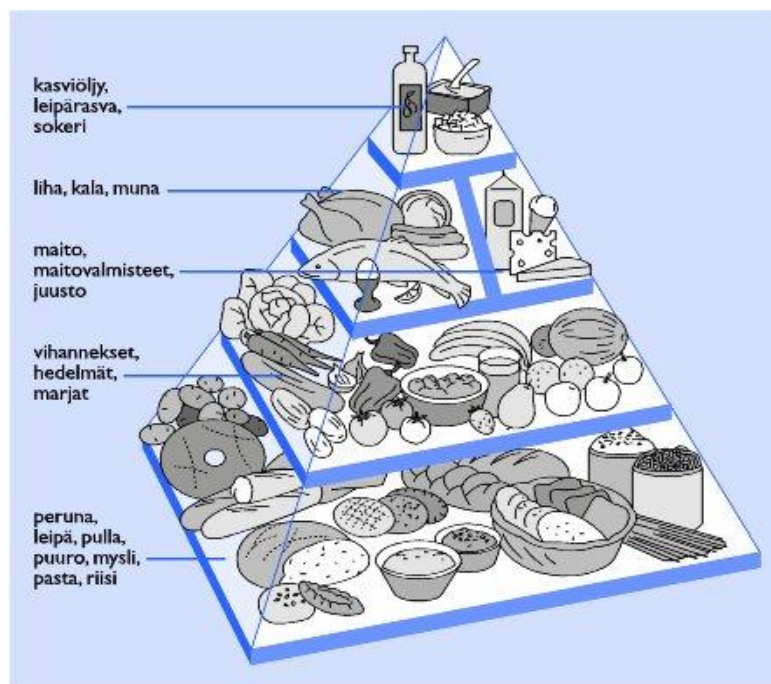 kasviöljy,
leipärasva,
sokeri
liha, kala, muna
maito,
maitovalmisteet,
juusto
vihannekset,
hedelmät,
marjat
peruna,
leipä, pulla,
puuro, mysli,
pasta, riisi